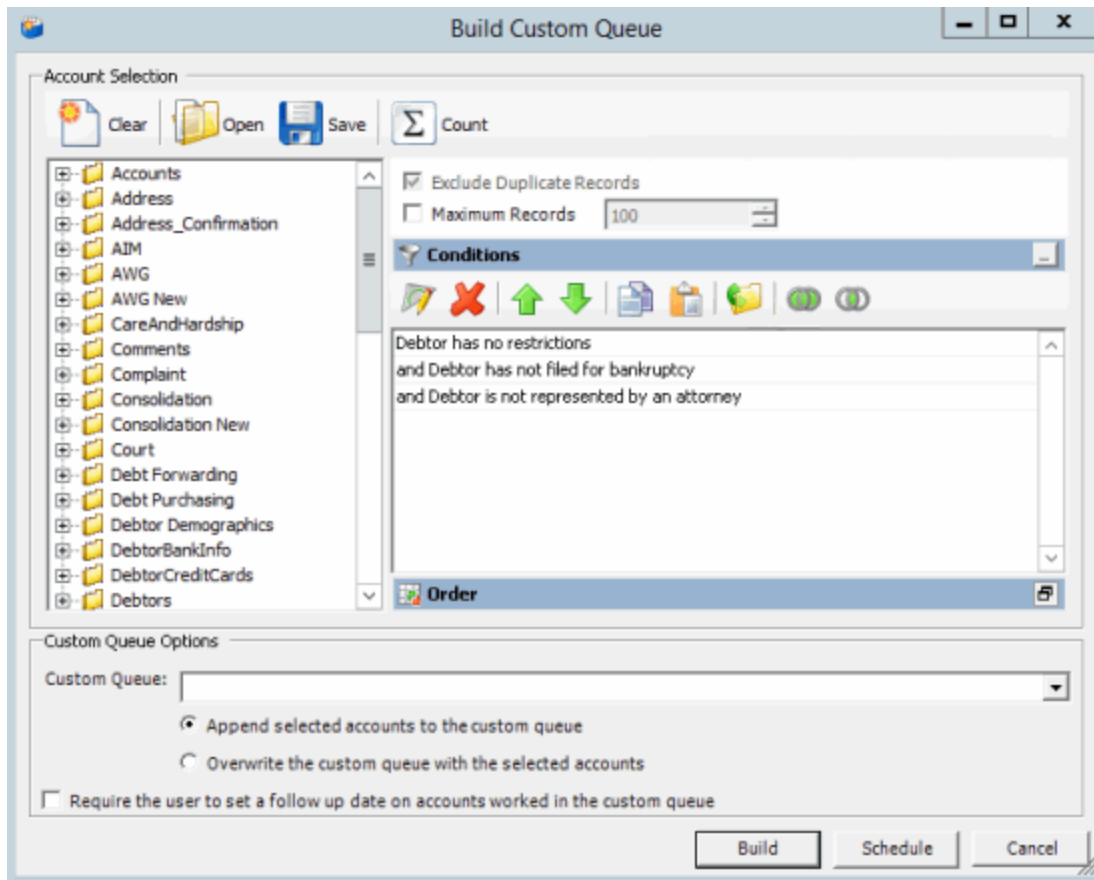 Build Custom Queue
Account Selection
Clear Open Save Count
Accounts
Address
Address_Confirmation
AIM
AWG
AWG New
CareAndHardship
Comments
Complaint
Consolidation
Consolidation New
Court
Debt Forwarding
Debt Purchasing
Debtor Demographics
DebtorBankInfo
DebtorCreditCards
Debtors
Exclude Duplicate Records
Maximum Records 100
Conditions
Debtor has no restrictions
and Debtor has not filed for bankruptcy
and Debtor is not represented by an attorney
Order
Custom Queue Options
Custom Queue:
Append selected accounts to the custom queue
Overwrite the custom queue with the selected accounts
Require the user to set a follow up date on accounts worked in the custom queue
Build Schedule Cancel